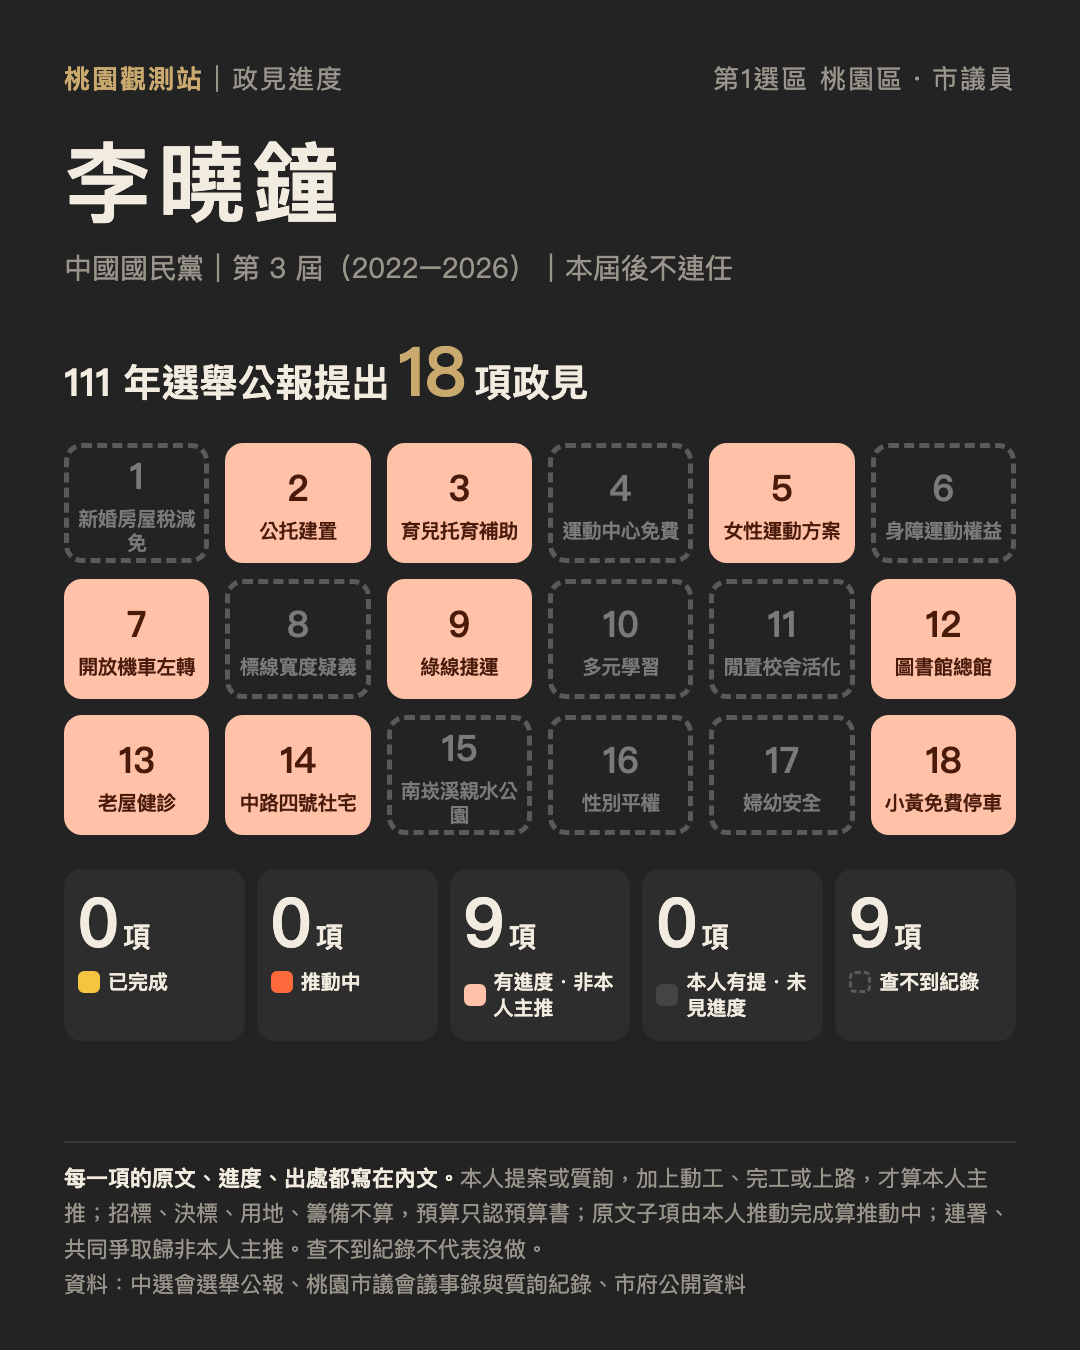 桃園觀測站｜政見進度
第1選區 桃園區·市議員
李曉鐘
中國國民黨｜第 3 屆（2022–2026）｜本屆後不連任
111 年選舉公報提出 18 項政見
1
新婚房屋稅減
免
2
公托建置
3
育兒托育補助
4
運動中心免費
5
女性運動方案
6
身障運動權益
7
開放機車左轉
8
標線寬度疑義
9
綠線捷運
10
多元學習
11
閒置校舍活化
12
圖書館總館
13
老屋健診
14
中路四號社宅
15
南崁溪親水公
園
16
性別平權
17
婦幼安全
18
小黃免費停車
0項
已完成
0項
推動中
9項
有進度·非本
人主推
0項
本人有提·未
見進度
9項
查不到紀錄
每一項的原文、進度、出處都寫在內文。本人提案或質詢，加上動工、完工或上路，才算本人主
推；招標、決標、用地、籌備不算，預算只認預算書；原文子項由本人推動完成算推動中；連署、
共同爭取歸非本人主推。查不到紀錄不代表沒做。
資料：中選會選舉公報、桃園市議會議事錄與質詢紀錄、市府公開資料